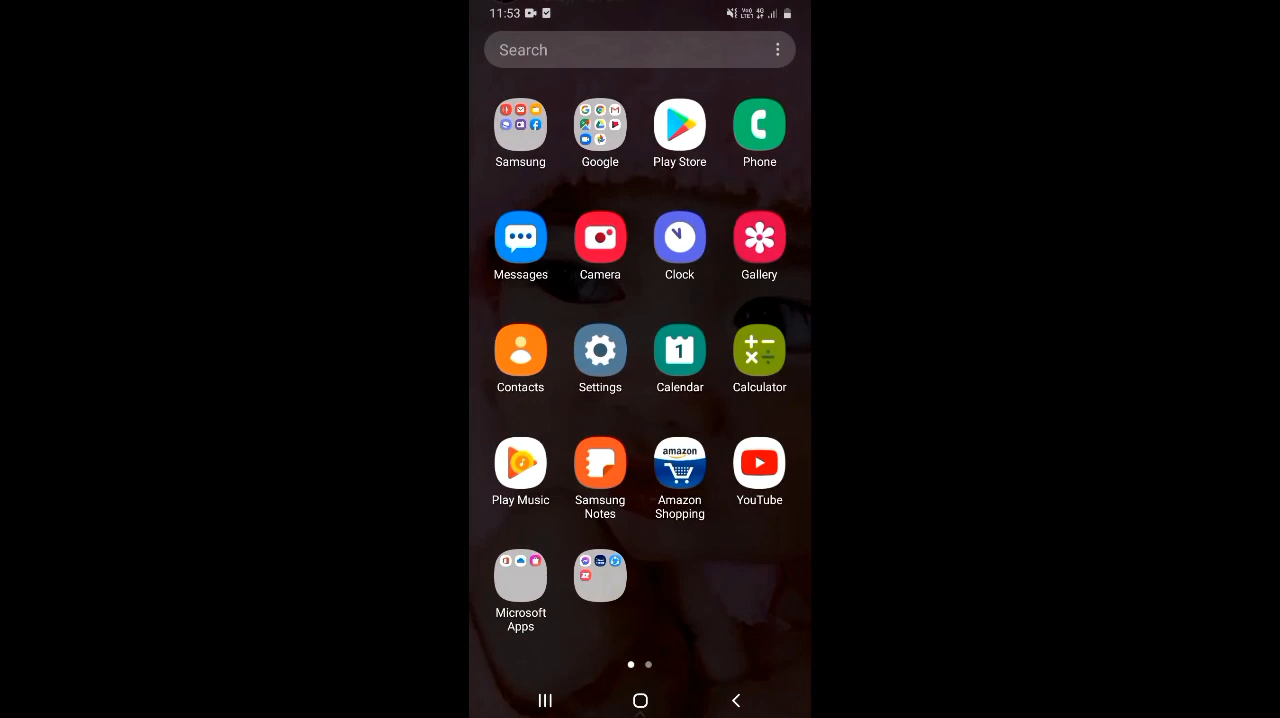 11:53
Search
Samsung
Google
Play Store
Phone
Messages
Camera
Clock
Gallery
Contacts
Settings
1
Calendar
Calculator
Play Music
Samsung
Notes
amazon
Amazon
Shopping
YouTube
Microsoft
Apps